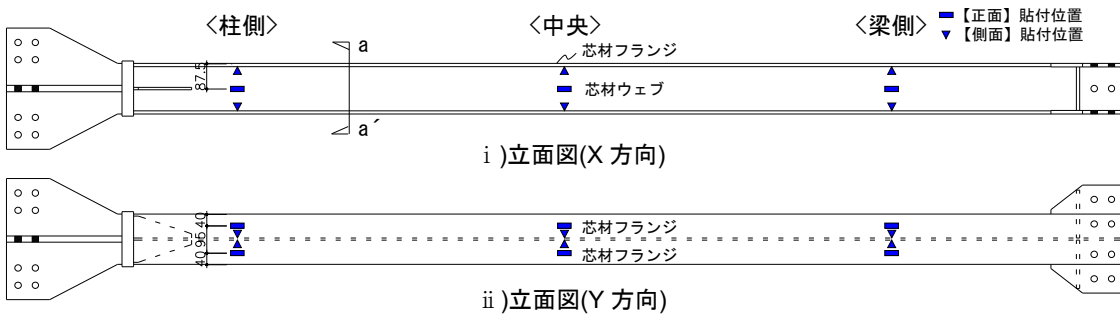 〈柱側〉 a 〈中央〉 〈梁側〉 【正面】貼付位置
【側面】貼付位置
芯材フランジ
87.5
芯材ウェブ
a´
ⅰ)立面図(X 方向)
40
芯材フランジ
95
40
芯材フランジ
ⅱ)立面図(Y 方向)